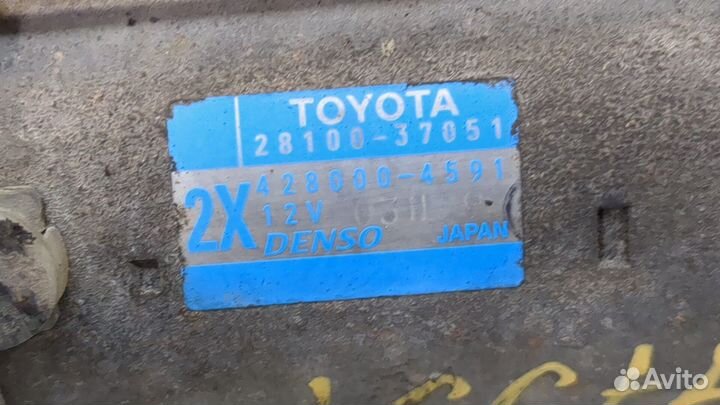 TOYOTA
28100-37051
428000-4591
2X 12V
DENSO JAPAN
Avito